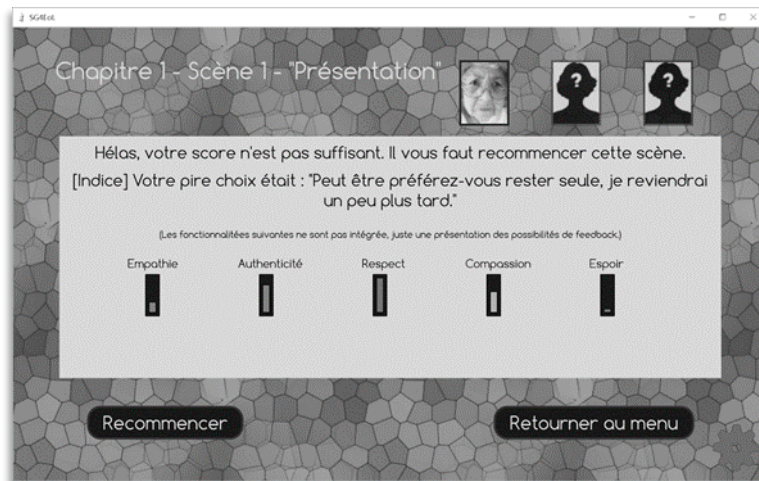 SG4EoL
Chapitre 1 - Scène 1 - "Présentation"
? ?
Hélas, votre score n'est pas suffisant. Il vous faut recommencer cette scène.
[Indice] Votre pire choix était : "Peut être préférez-vous rester seule, je reviendrai
un peu plus tard."
(Les fonctionnalitées suivantes ne sont pas intégrée, juste une présentation des possibilités de feedback.)
Empathie Authenticité Respect Compassion Espoir
Recommencer Retourner au menu